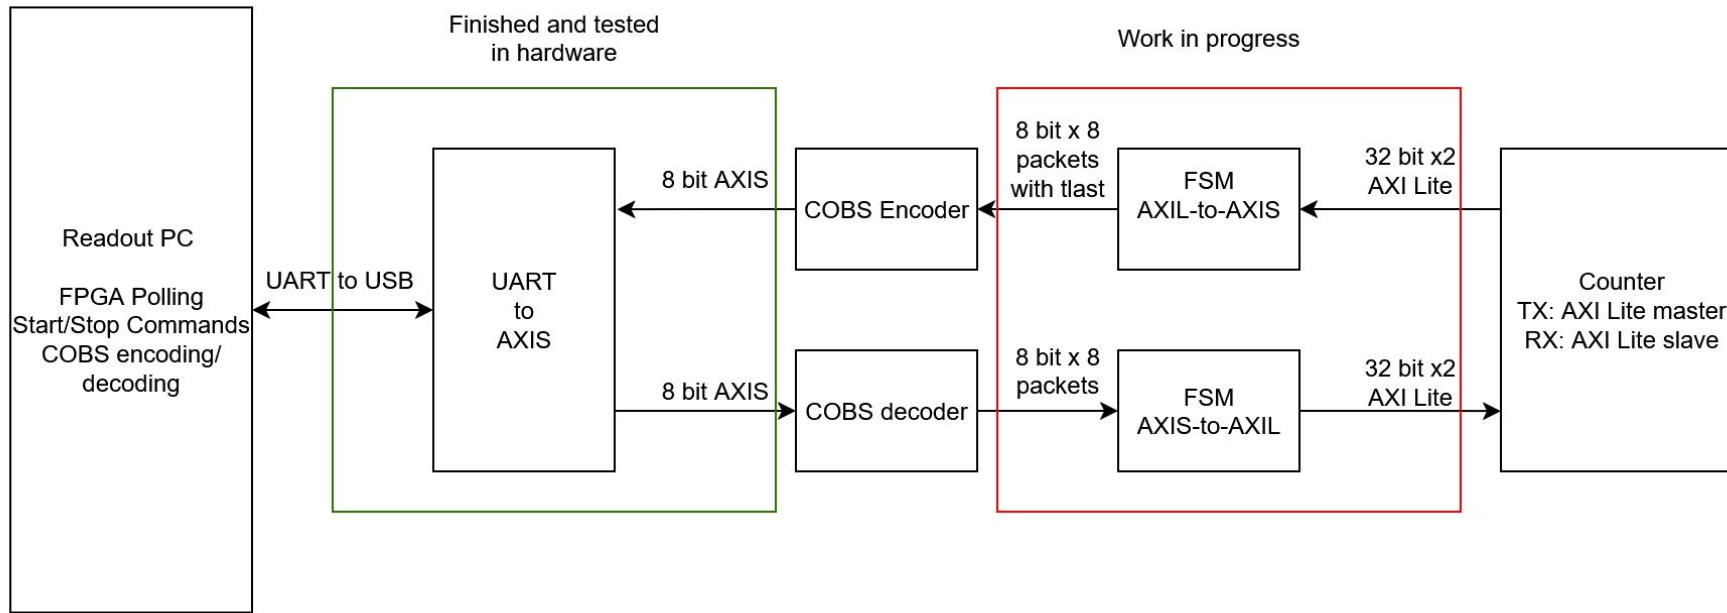 Finished and tested
in hardware
Work in progress
Readout PC
FPGA Polling
Start/Stop Commands
COBS encoding/
decoding
UART to USB
UART
to
AXIS
8 bit AXIS
8 bit AXIS
COBS Encoder
COBS decoder
8 bit x 8
packets
with tlast
8 bit x 8
packets
FSM
AXIL-to-AXIS
FSM
AXIS-to-AXIL
32 bit x2
AXI Lite
32 bit x2
AXI Lite
Counter
TX: AXI Lite master
RX: AXI Lite slave